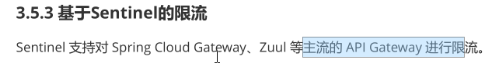 3.5.3 基于Sentinel的限流
Sentinel 支持对 Spring Cloud Gateway、Zuul 等主流的 API Gateway 进行限流。